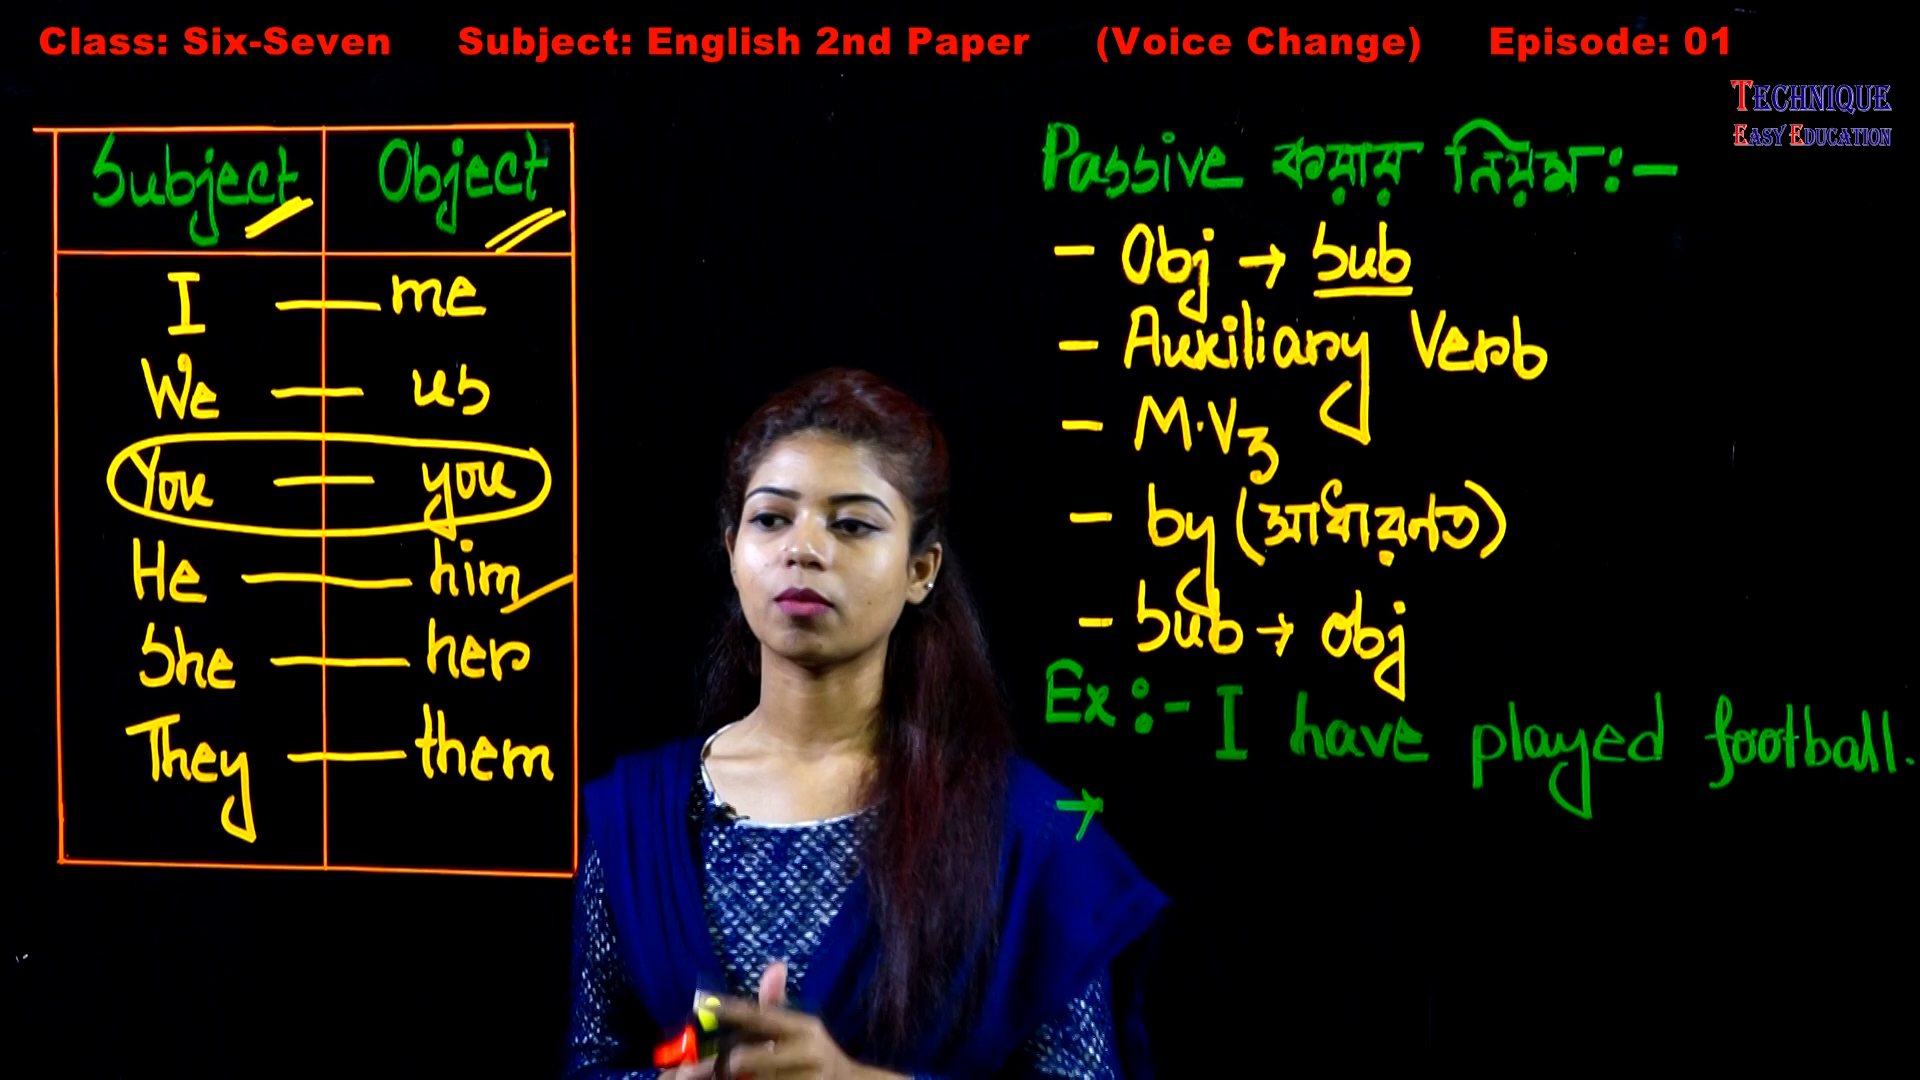 Class: Six-Seven Subject: English 2nd Paper (Voice Change) Episode: 01
TECHNIQUE
EASY EDUCATION
Subject Object
I — me
We — us
You — you
He — him
She — her
They — them
Passive করার নিয়ম :-
- Obj → Sub
- Auxiliary Verb
- M.V3
- by (সাধারনত)
- Sub → Obj
Ex :- I have played football.
→